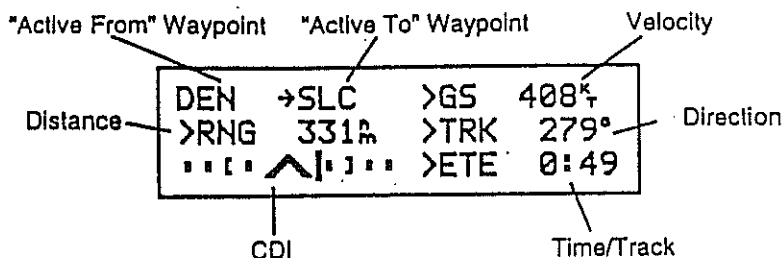 "Active From" Waypoint "Active To" Waypoint Velocity
DEN →SLC >GS 408KT
Distance >RNG 331nm >TRK 279° Direction
>ETE 0:49
CDI Time/Track